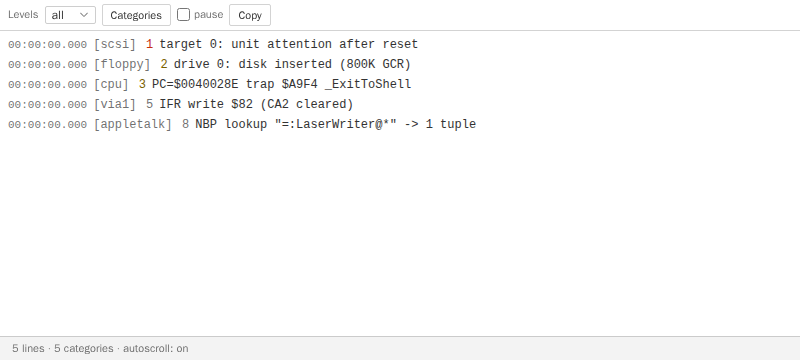 Levels all Categories pause Copy
00:00:00.000 [scsi] 1 target 0: unit attention after reset
00:00:00.000 [floppy] 2 drive 0: disk inserted (800K GCR)
00:00:00.000 [cpu] 3 PC=$0040028E trap $A9F4 _ExitToShell
00:00:00.000 [via1] 5 IFR write $82 (CA2 cleared)
00:00:00.000 [appletalk] 8 NBP lookup "=:LaserWriter@*" -> 1 tuple
5 lines · 5 categories · autoscroll: on